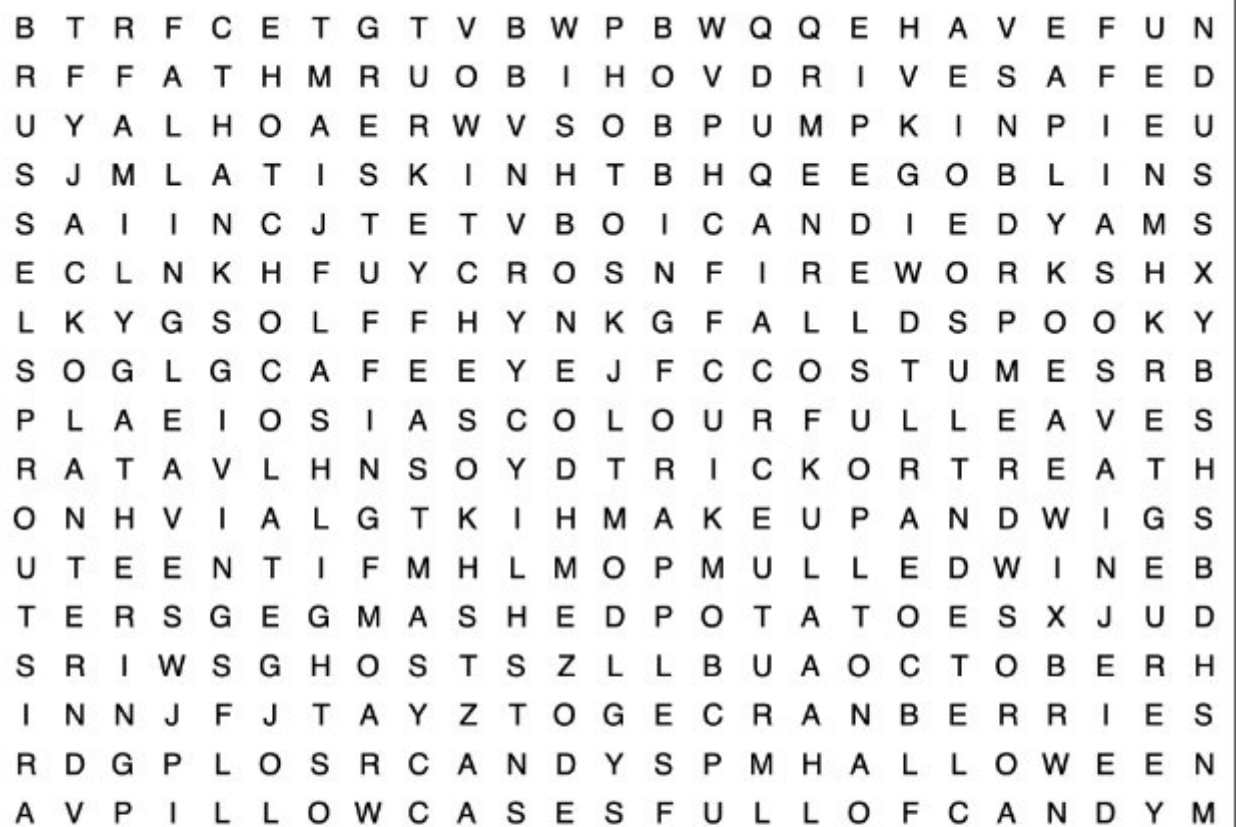 B T R F C E T G T V B W P B W Q Q E H A V E F U N
R F F A T H M R U O B I H O V D R I V E S A F E D
U Y A L H O A E R W V S O B P U M P K I N P I E U
S J M L A T I S K I N H T B H Q E E G O B L I N S
S A I I N C J T E T V B O I C A N D I E D Y A M S
E C L N K H F U Y C R O S N F I R E W O R K S H X
L K Y G S O L F F H Y N K G F A L L D S P O O K Y
S O G L G C A F E E Y E J F C C O S T U M E S R B
P L A E I O S I A S C O L O U R F U L L E A V E S
R A T A V L H N S O Y D T R I C K O R T R E A T H
O N H V I A L G T K I H M A K E U P A N D W I G S
U T E E N T I F M H L M O P M U L L E D W I N E B
T E R S G E G M A S H E D P O T A T O E S X J U D
S R I W S G H O S T S Z L L B U A O C T O B E R H
I N N J F J T A Y Z T O G E C R A N B E R R I E S
R D G P L O S R C A N D Y S P M H A L L O W E E N
A V P I L L O W C A S E S F U L L O F C A N D Y M